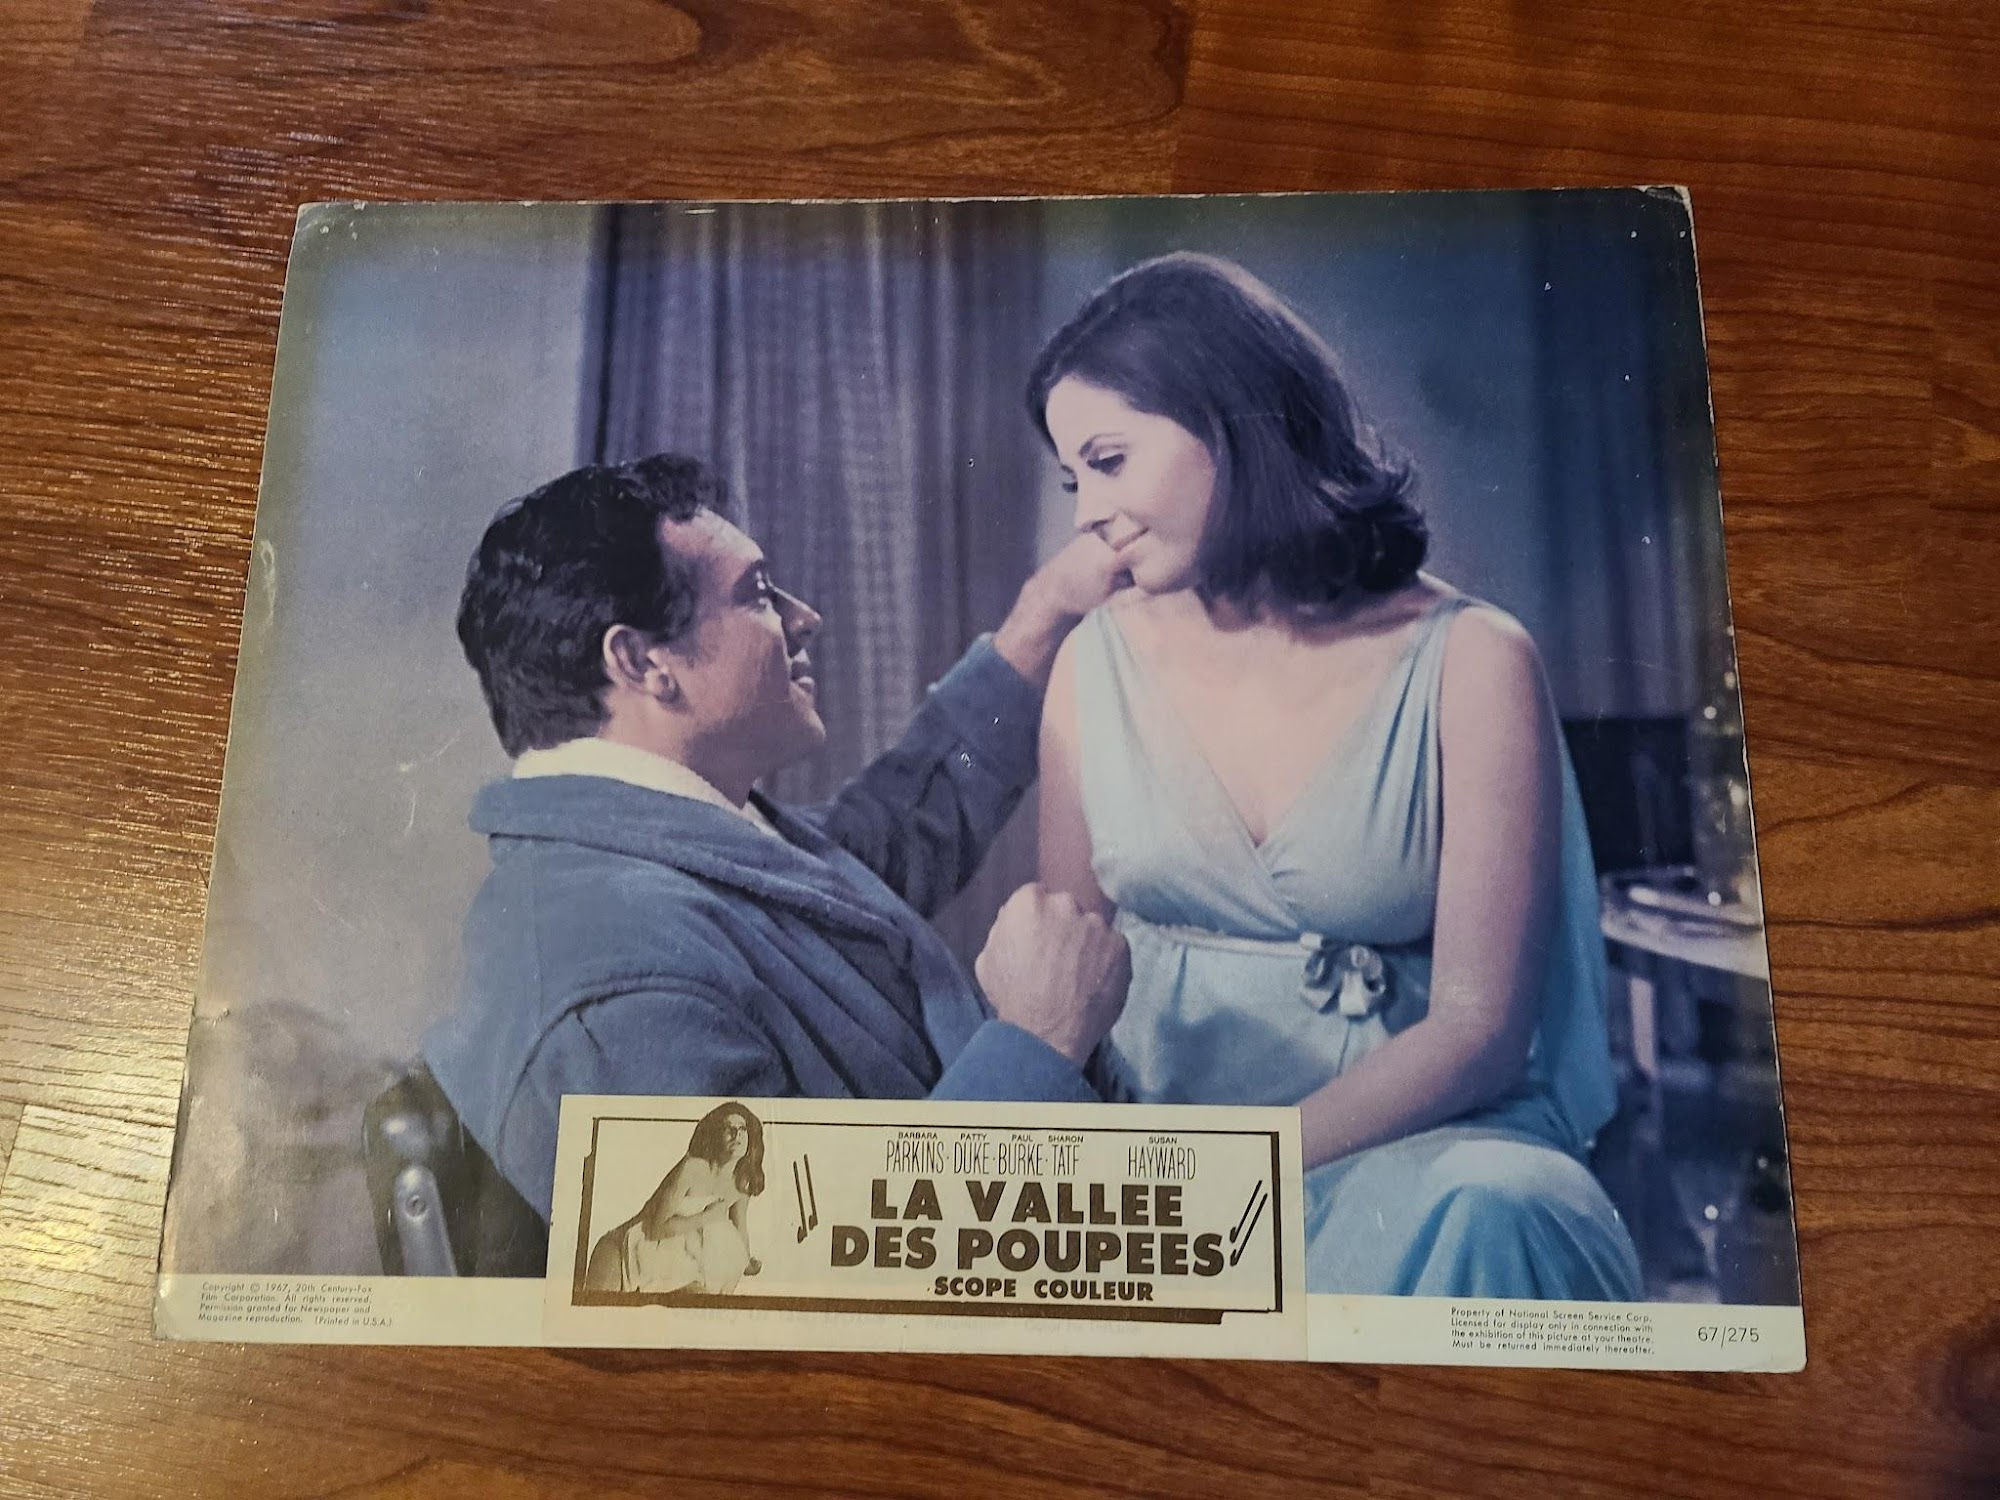 BARBARA PATTY PAUL SHARON SUSAN
PARKINS · DUKE · BURKE · TATE HAYWARD
LA VALLEE
DES POUPEES
SCOPE COULEUR
Copyright © 1967, 20th Century-Fox
Film Corporation. All rights reserved.
Permission granted for Newspaper and
Magazine reproduction. (Printed in U.S.A.)
Property of National Screen Service Corp.
Licensed for display only in connection with
the exhibition of this picture at your theatre.
Must be returned immediately thereafter.
67/275